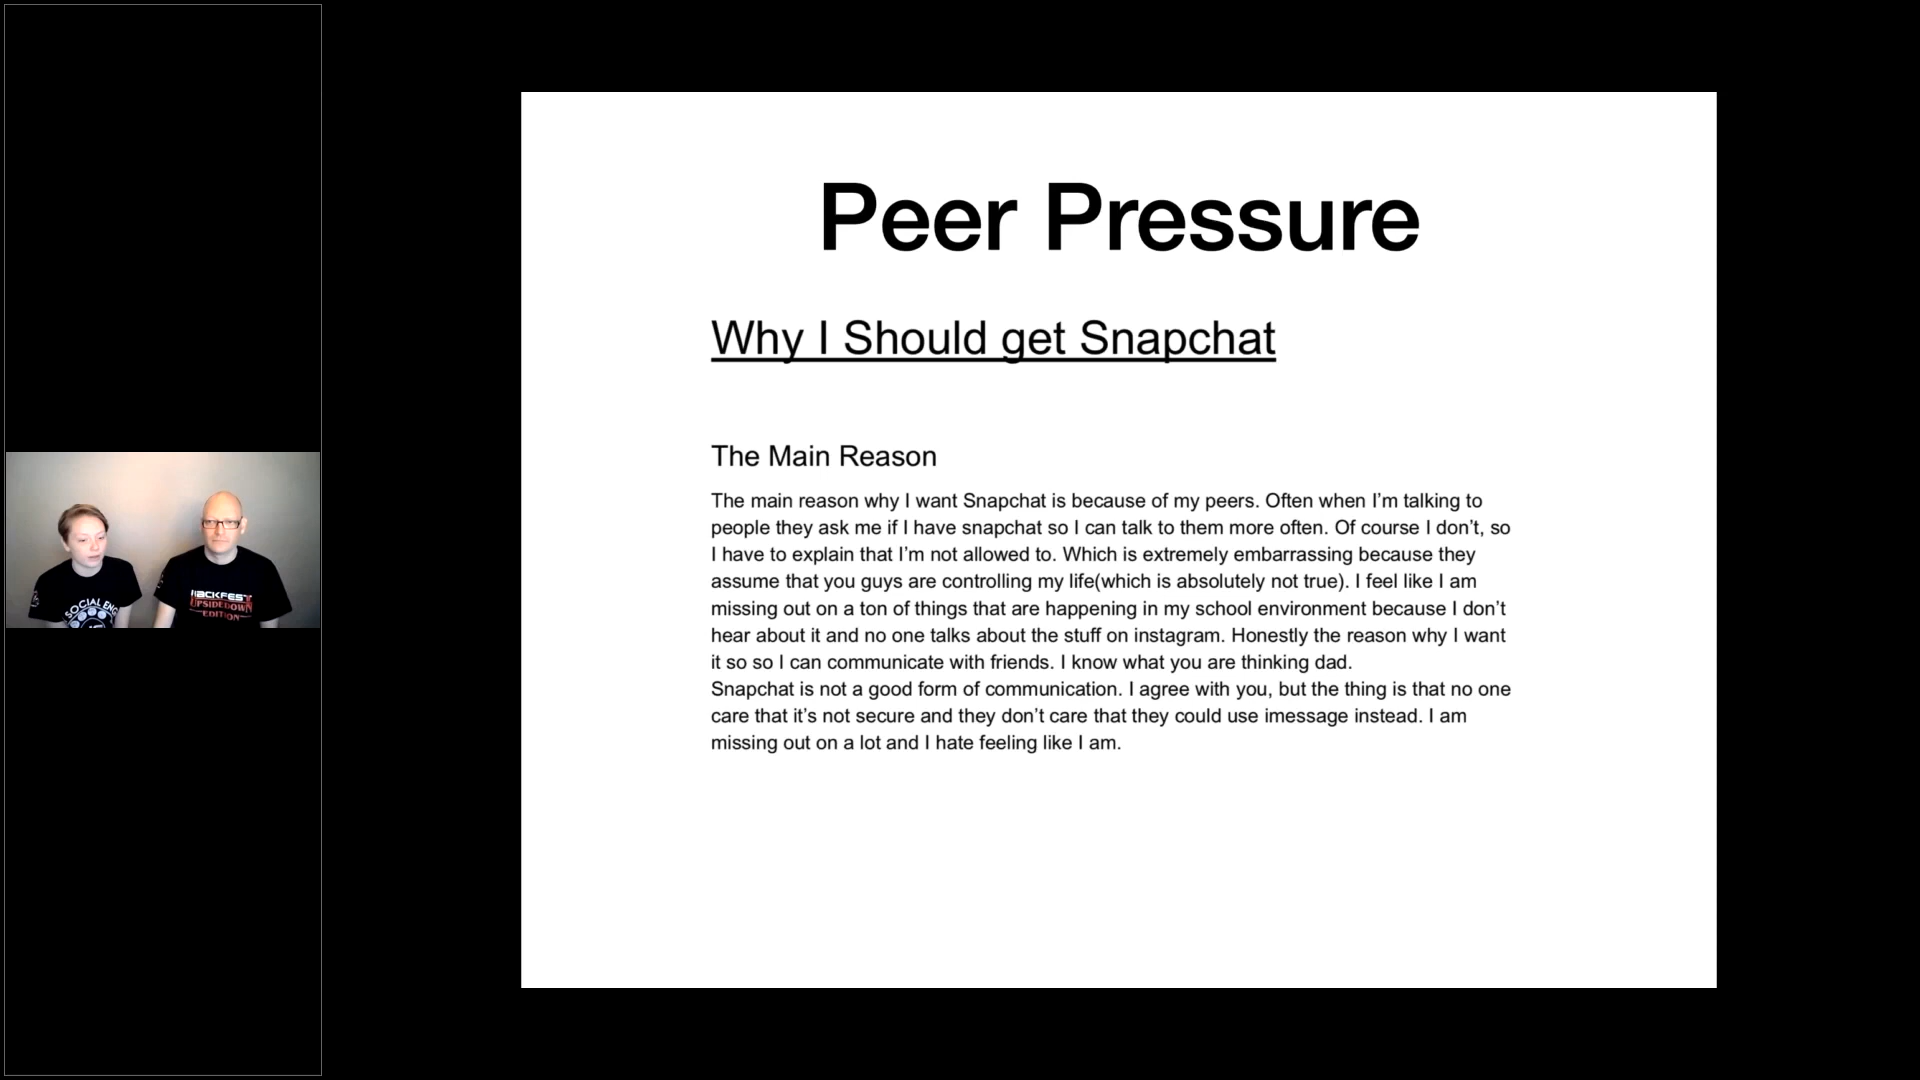 Peer Pressure
Why I Should get Snapchat
The Main Reason
The main reason why I want Snapchat is because of my peers. Often when I’m talking to
people they ask me if I have snapchat so I can talk to them more often. Of course I don’t, so
I have to explain that I’m not allowed to. Which is extremely embarrassing because they
assume that you guys are controlling my life(which is absolutely not true). I feel like I am
missing out on a ton of things that are happening in my school environment because I don’t
hear about it and no one talks about the stuff on instagram. Honestly the reason why I want
it so so I can communicate with friends. I know what you are thinking dad.
Snapchat is not a good form of communication. I agree with you, but the thing is that no one
care that it’s not secure and they don’t care that they could use imessage instead. I am
missing out on a lot and I hate feeling like I am.
SOCIAL ENG
HACKFEST
UPSIDEDOWN
EDITION